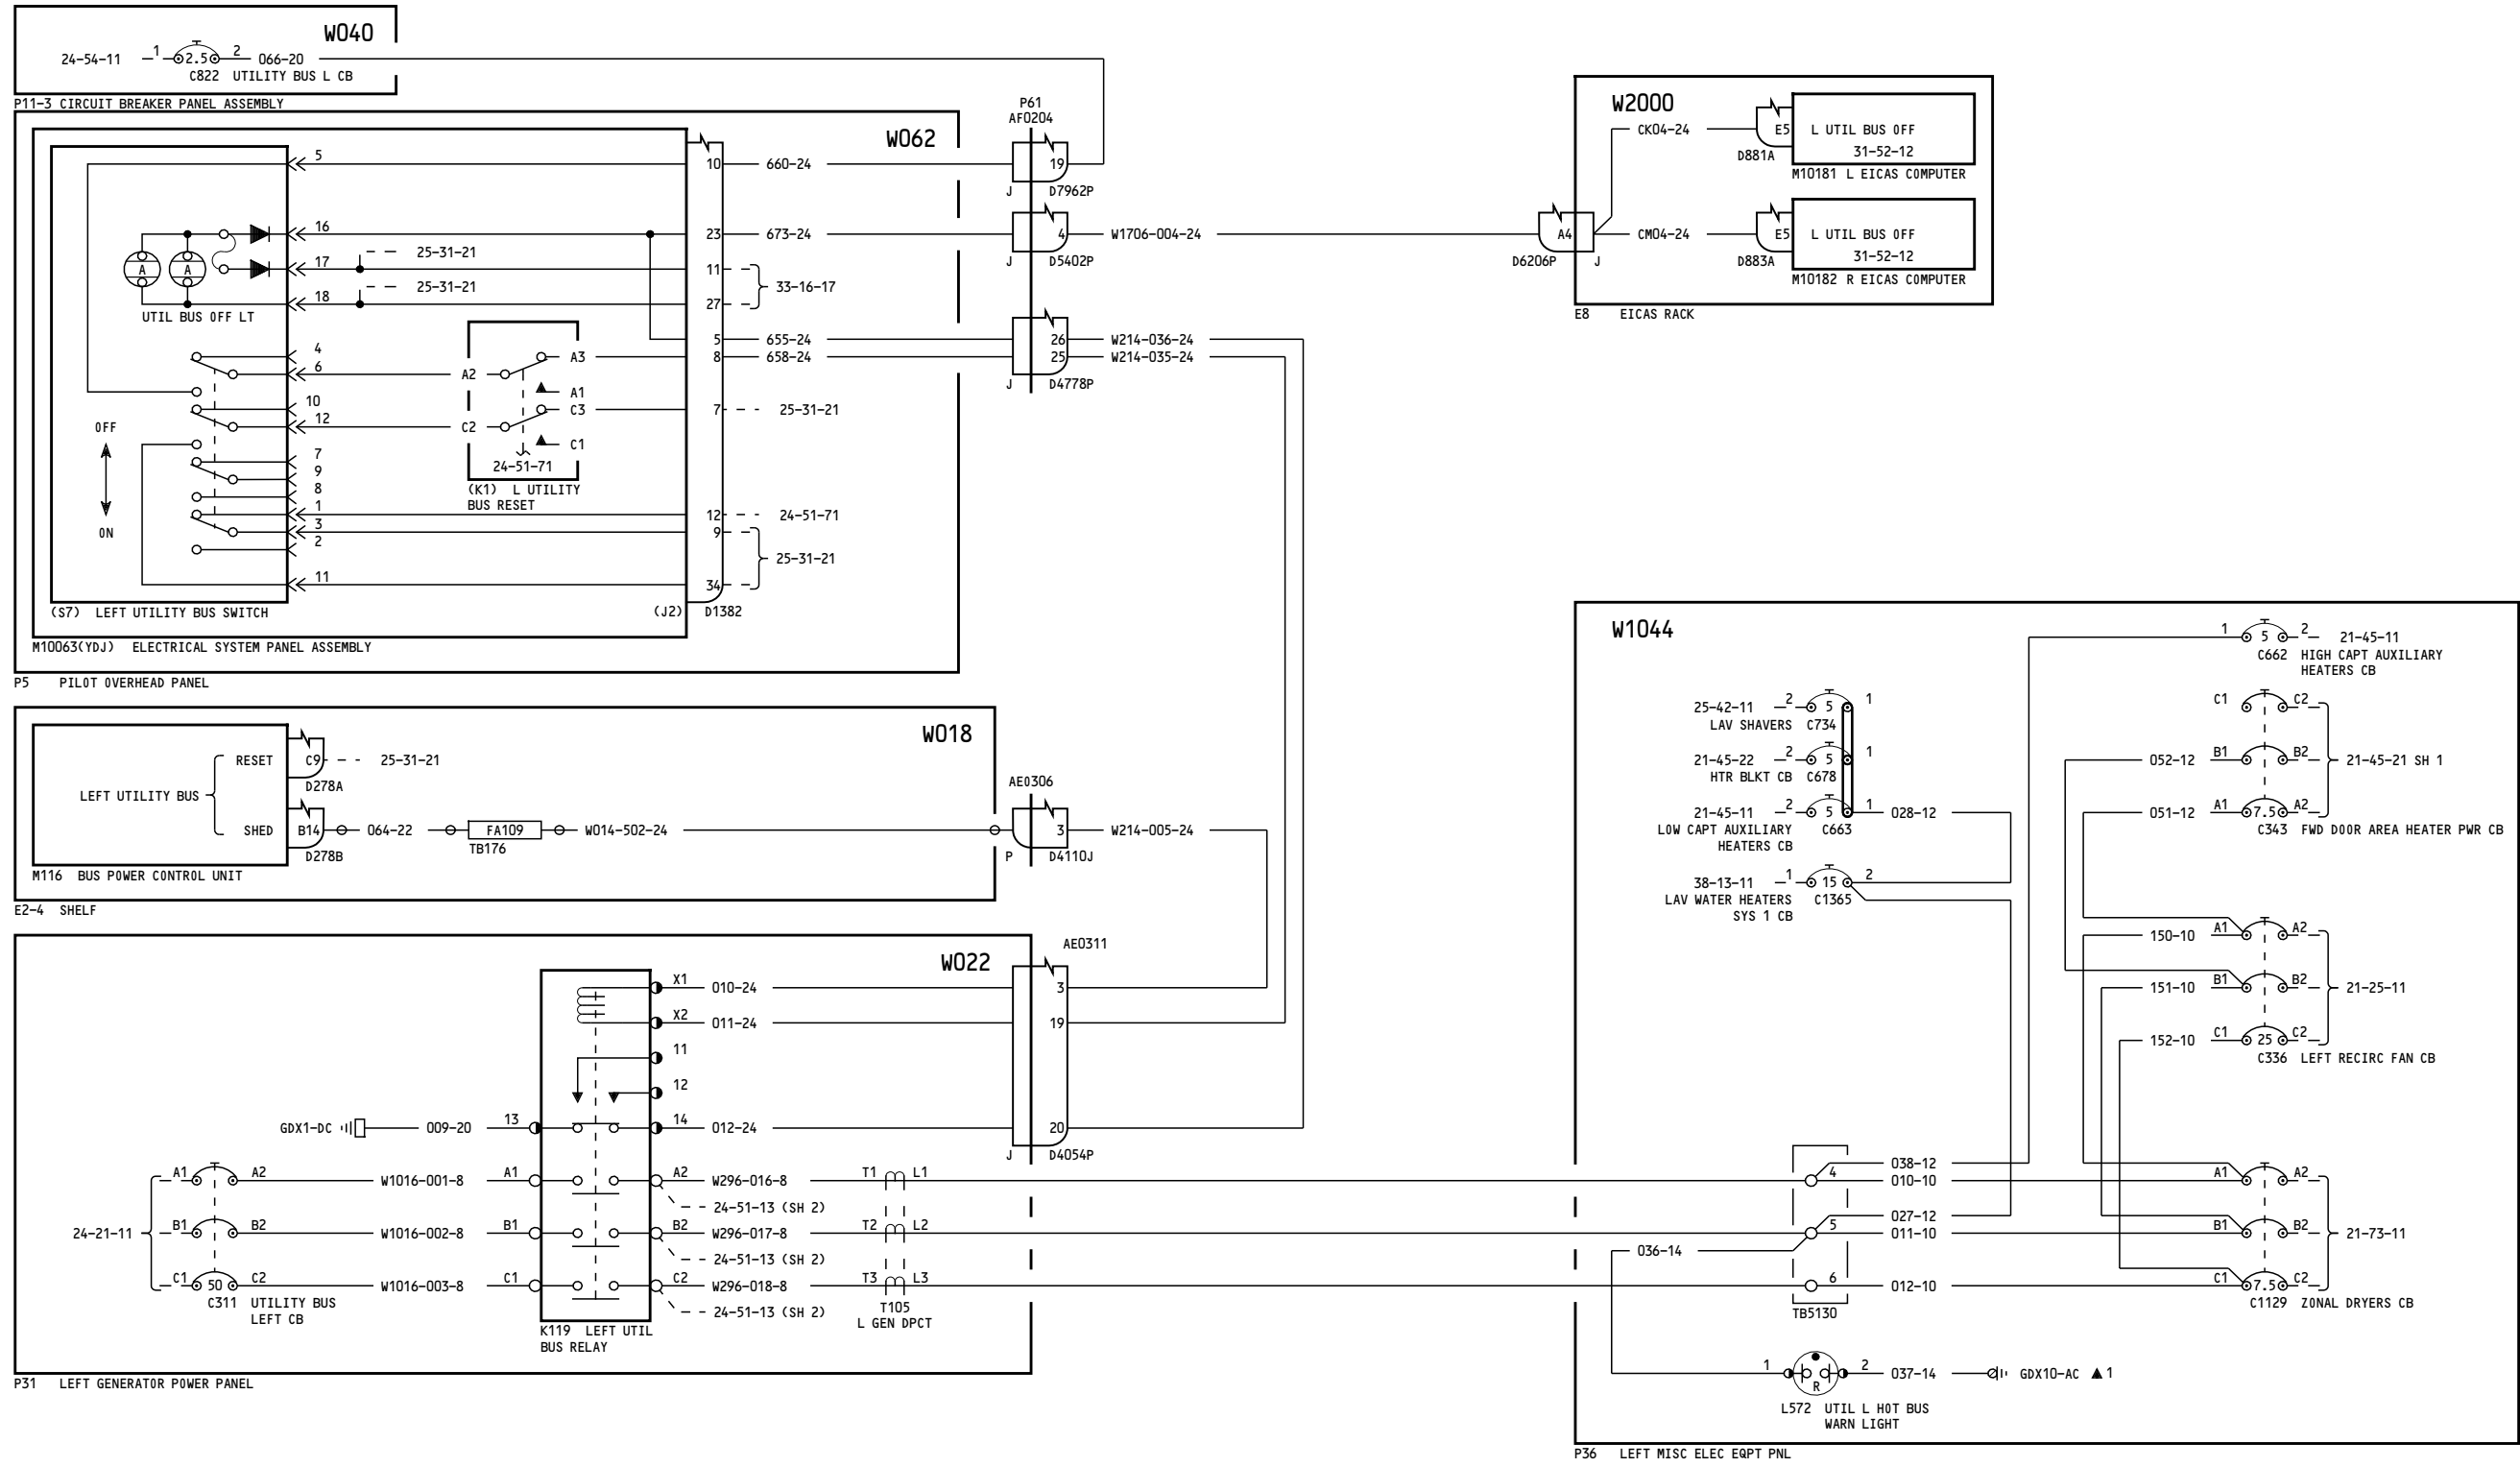 W040
24-54-11 1 2.5 2 066-20
C822 UTILITY BUS L CB
P11-3 CIRCUIT BREAKER PANEL ASSEMBLY
W062
P61
AF0204
5 10 660-24 19
J D7962P
16 23 673-24 4 W1706-004-24
J D5402P
25-31-21
17 11
25-31-21
33-16-17
18 27
A A
UTIL BUS OFF LT
5 655-24 26 W214-036-24
4 A3 8 658-24 25 W214-035-24
6 A2
J D4778P
A1
10 C3 7 25-31-21
12 C2
OFF
C1
7
24-51-71
9
(K1) L UTILITY
BUS RESET
8
1 12 24-51-71
3 9
ON
2
25-31-21
11 34
(S7) LEFT UTILITY BUS SWITCH
(J2) D1382
M10063(YDJ) ELECTRICAL SYSTEM PANEL ASSEMBLY
P5 PILOT OVERHEAD PANEL
W2000
CK04-24 E5 L UTIL BUS OFF
31-52-12
D881A
M10181 L EICAS COMPUTER
A4 CM04-24 E5 L UTIL BUS OFF
31-52-12
D6206P J D883A
M10182 R EICAS COMPUTER
E8 EICAS RACK
W018
RESET C9 25-31-21
D278A
LEFT UTILITY BUS
SHED B14 064-22 FA109 W014-502-24
TB176
D278B
AE0306
3 W214-005-24
P D4110J
M116 BUS POWER CONTROL UNIT
E2-4 SHELF
W022
AE0311
X1 010-24 3
X2 011-24 19
11
12
GDX1-DC 009-20 13 14 012-24 20
J D4054P
A1 A2 W1016-001-8 A1 A2 W296-016-8 T1 L1
24-51-13 (SH 2)
24-21-11 B1 B2 W1016-002-8 B1 B2 W296-017-8 T2 L2
24-51-13 (SH 2)
C1 50 C2 W1016-003-8 C1 C2 W296-018-8 T3 L3
24-51-13 (SH 2)
C311 UTILITY BUS
LEFT CB
T105
L GEN DPCT
K119 LEFT UTIL
BUS RELAY
P31 LEFT GENERATOR POWER PANEL
W1044
1 5 2 21-45-11
C662 HIGH CAPT AUXILIARY
HEATERS CB
25-42-11 2 5 1
LAV SHAVERS C734
21-45-22 2 5 1
HTR BLKT CB C678
21-45-11 2 5 1 028-12
LOW CAPT AUXILIARY C663
HEATERS CB
38-13-11 1 15 2
LAV WATER HEATERS C1365
SYS 1 CB
C1 C2
052-12 B1 B2 21-45-21 SH 1
051-12 A1 7.5 A2
C343 FWD DOOR AREA HEATER PWR CB
150-10 A1 A2
151-10 B1 B2 21-25-11
152-10 C1 25 C2
C336 LEFT RECIRC FAN CB
038-12
4 010-10 A1 A2
027-12
5 011-10 B1 B2 21-73-11
036-14
6 012-10 C1 7.5 C2
TB5130
C1129 ZONAL DRYERS CB
1 R 2 037-14 GDX10-AC ▲1
L572 UTIL L HOT BUS
WARN LIGHT
P36 LEFT MISC ELEC EQPT PNL